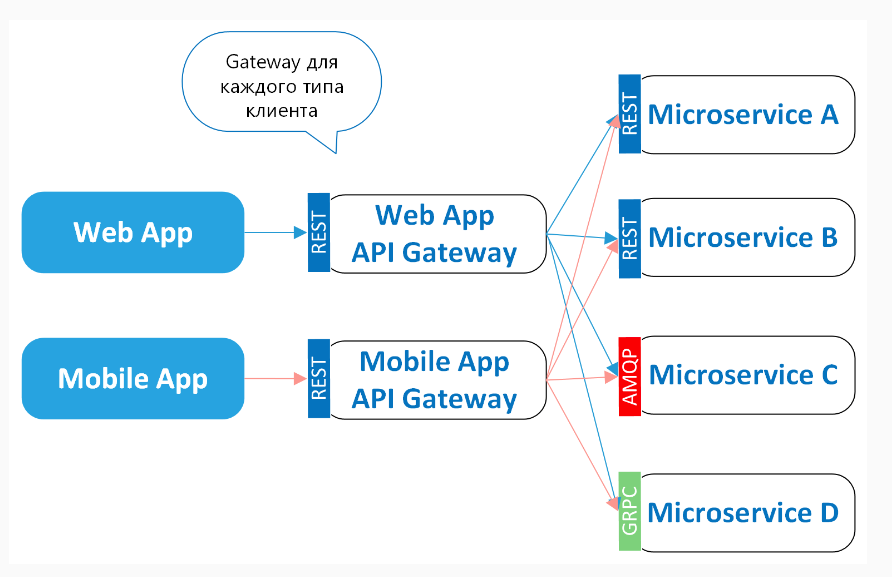 Gateway для
каждого типа
клиента
Web App
REST
Web App
API Gateway
Mobile App
REST
Mobile App
API Gateway
REST
Microservice A
REST
Microservice B
AMQP
Microservice C
GRPC
Microservice D